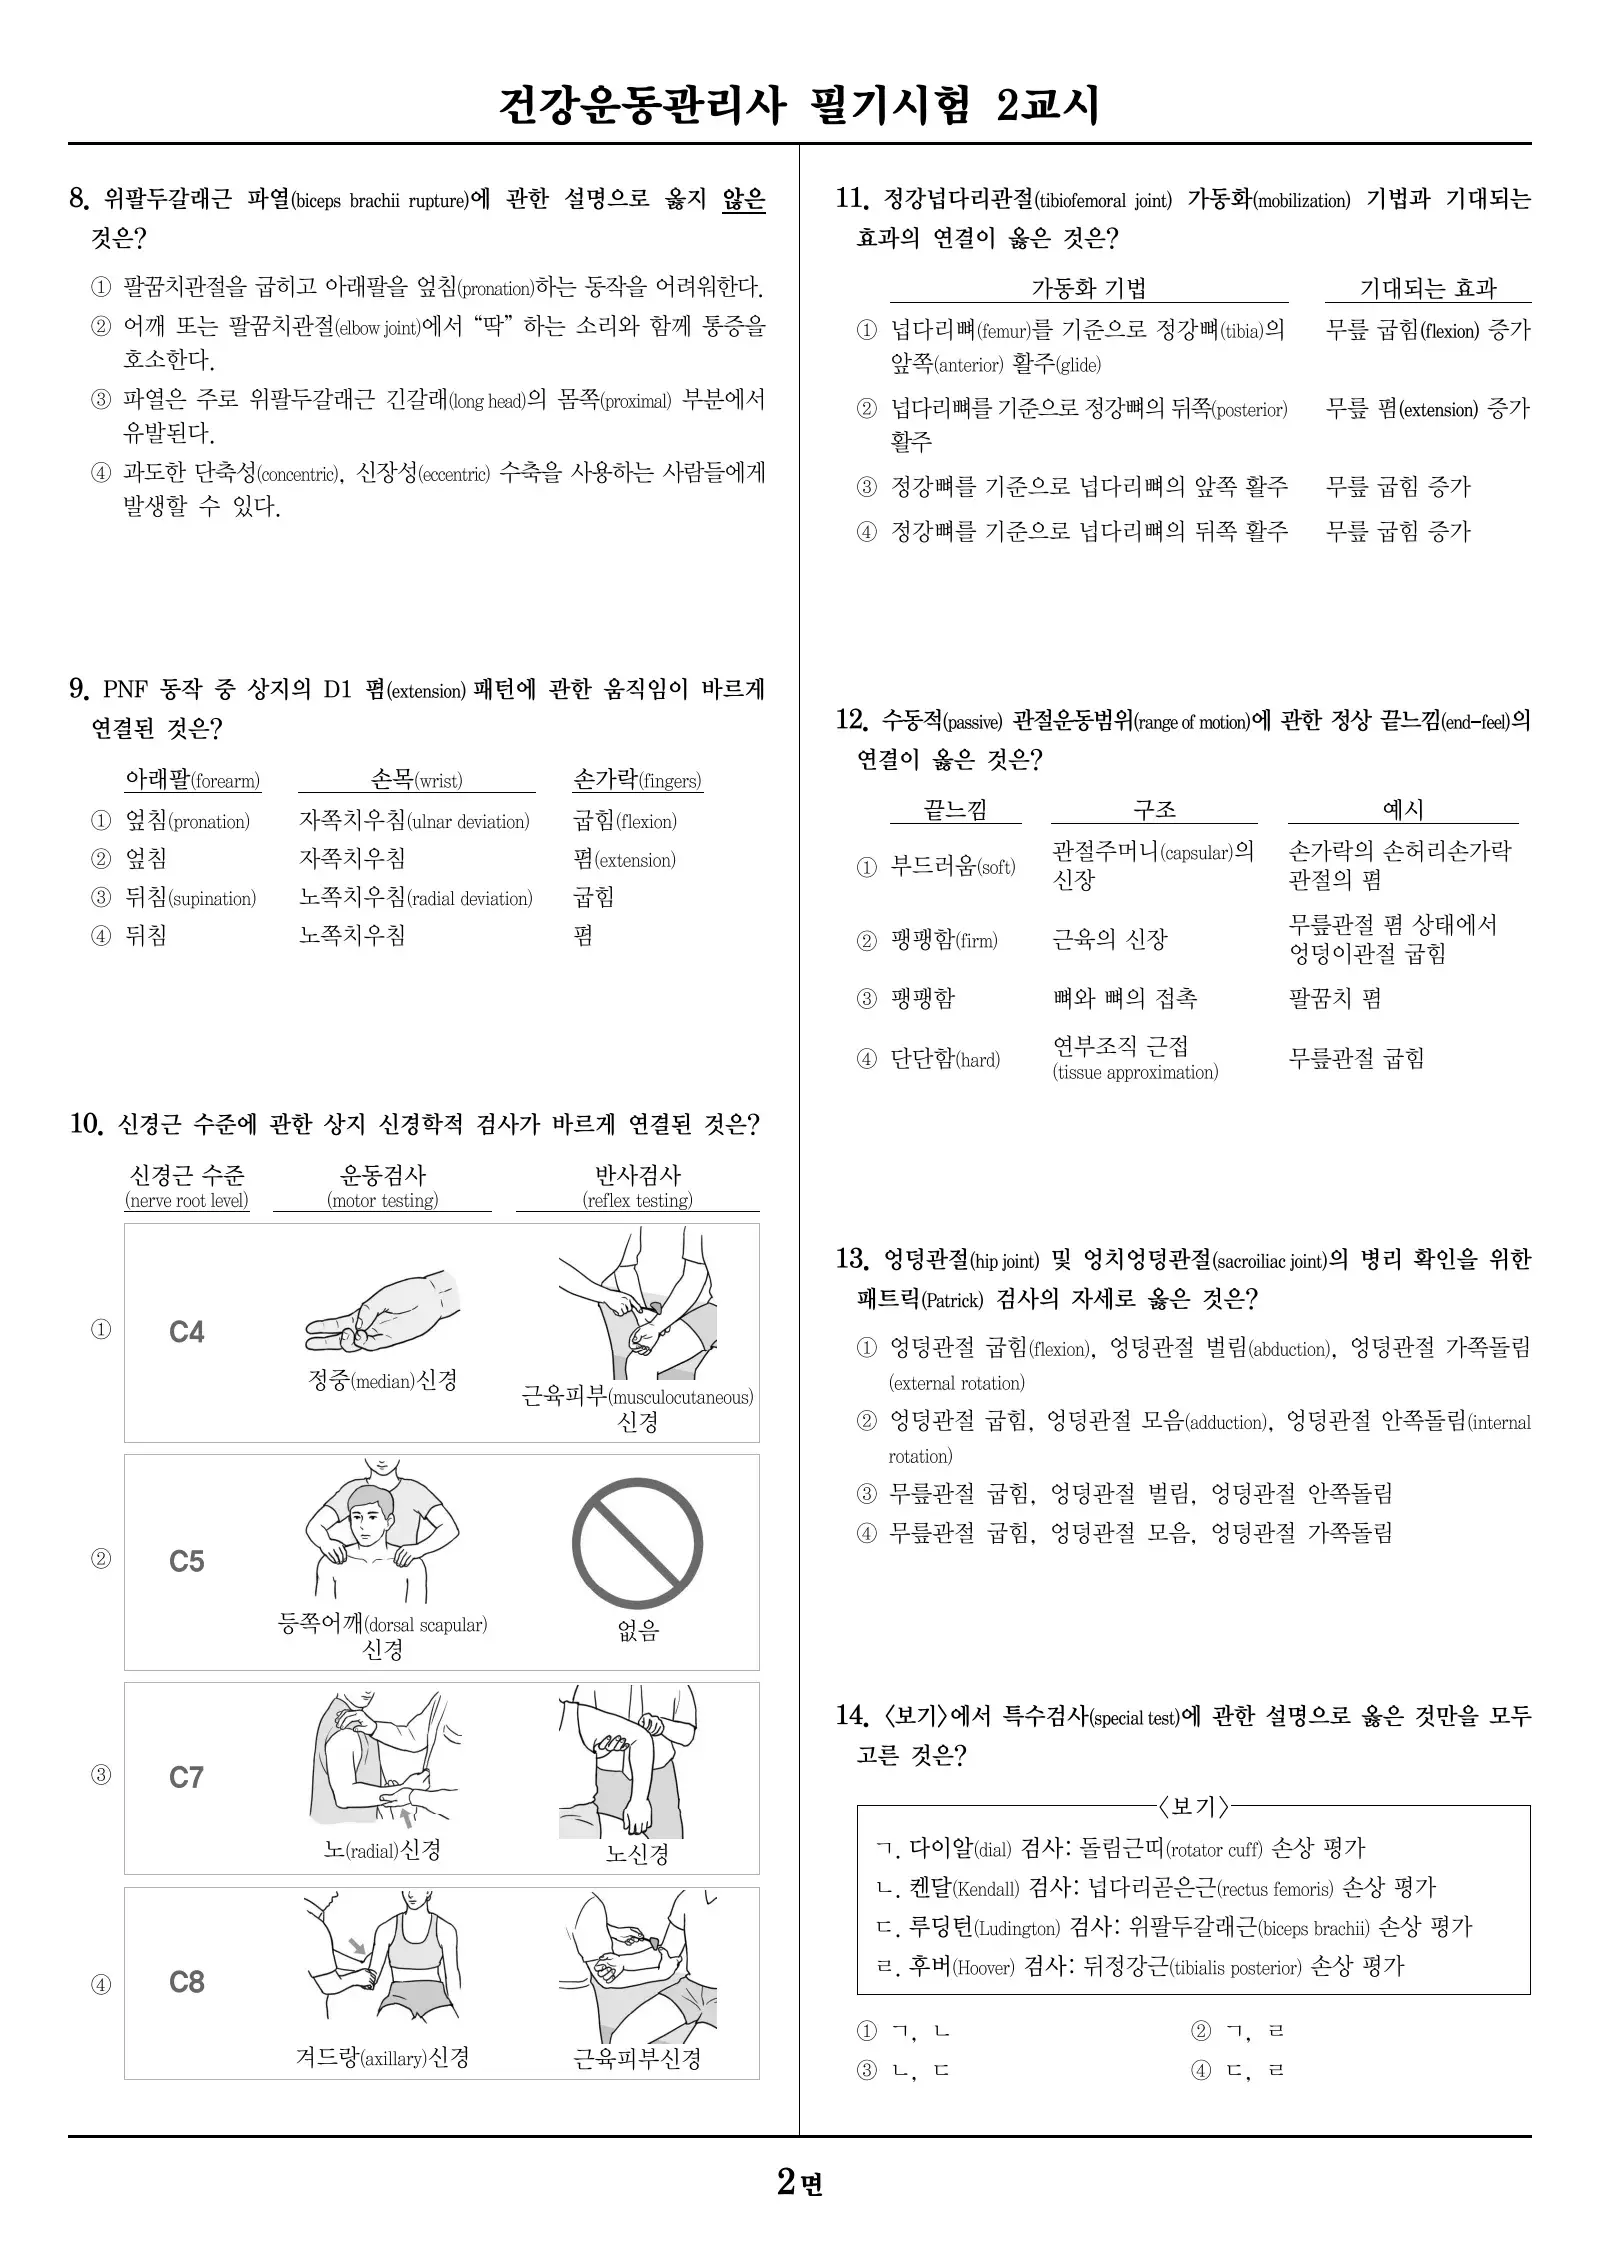 건강운동관리사 필기시험 2교시
8. 위팔두갈래근 파열(biceps brachii rupture)에 관한 설명으로 옳지 않은
것은?
① 팔꿈치관절을 굽히고 아래팔을 엎침(pronation)하는 동작을 어려워한다.
② 어깨 또는 팔꿈치관절(elbow joint)에서 “딱” 하는 소리와 함께 통증을
호소한다.
③ 파열은 주로 위팔두갈래근 긴갈래(long head)의 몸쪽(proximal) 부분에서
유발된다.
④ 과도한 단축성(concentric), 신장성(eccentric) 수축을 사용하는 사람들에게
발생할 수 있다.
9. PNF 동작 중 상지의 D1 폄(extension) 패턴에 관한 움직임이 바르게
연결된 것은?
아래팔(forearm) 손목(wrist) 손가락(fingers)
① 엎침(pronation) 자쪽치우침(ulnar deviation) 굽힘(flexion)
② 엎침 자쪽치우침 폄(extension)
③ 뒤침(supination) 노쪽치우침(radial deviation) 굽힘
④ 뒤침 노쪽치우침 폄
10. 신경근 수준에 관한 상지 신경학적 검사가 바르게 연결된 것은?
신경근 수준 운동검사 반사검사
(nerve root level) (motor testing) (reflex testing)
① C4
정중(median)신경
근육피부(musculocutaneous)
신경
② C5
등쪽어깨(dorsal scapular)
신경
없음
③ C7
노(radial)신경 노신경
④ C8
겨드랑(axillary)신경 근육피부신경
11. 정강넙다리관절(tibiofemoral joint) 가동화(mobilization) 기법과 기대되는
효과의 연결이 옳은 것은?
가동화 기법 기대되는 효과
① 넙다리뼈(femur)를 기준으로 정강뼈(tibia)의 무릎 굽힘(flexion) 증가
앞쪽(anterior) 활주(glide)
② 넙다리뼈를 기준으로 정강뼈의 뒤쪽(posterior) 무릎 폄(extension) 증가
활주
③ 정강뼈를 기준으로 넙다리뼈의 앞쪽 활주 무릎 굽힘 증가
④ 정강뼈를 기준으로 넙다리뼈의 뒤쪽 활주 무릎 굽힘 증가
12. 수동적(passive) 관절운동범위(range of motion)에 관한 정상 끝느낌(end-feel)의
연결이 옳은 것은?
끝느낌 구조 예시
① 부드러움(soft) 관절주머니(capsular)의 손가락의 손허리손가락
신장 관절의 폄
② 팽팽함(firm) 근육의 신장 무릎관절 폄 상태에서
엉덩이관절 굽힘
③ 팽팽함 뼈와 뼈의 접촉 팔꿈치 폄
④ 단단함(hard) 연부조직 근접 무릎관절 굽힘
(tissue approximation)
13. 엉덩관절(hip joint) 및 엉치엉덩관절(sacroiliac joint)의 병리 확인을 위한
패트릭(Patrick) 검사의 자세로 옳은 것은?
① 엉덩관절 굽힘(flexion), 엉덩관절 벌림(abduction), 엉덩관절 가쪽돌림
(external rotation)
② 엉덩관절 굽힘, 엉덩관절 모음(adduction), 엉덩관절 안쪽돌림(internal
rotation)
③ 무릎관절 굽힘, 엉덩관절 벌림, 엉덩관절 안쪽돌림
④ 무릎관절 굽힘, 엉덩관절 모음, 엉덩관절 가쪽돌림
14. 〈보기〉에서 특수검사(special test)에 관한 설명으로 옳은 것만을 모두
고른 것은?
〈보기〉
ㄱ. 다이알(dial) 검사: 돌림근띠(rotator cuff) 손상 평가
ㄴ. 켄달(Kendall) 검사: 넙다리곧은근(rectus femoris) 손상 평가
ㄷ. 루딩턴(Ludington) 검사: 위팔두갈래근(biceps brachii) 손상 평가
ㄹ. 후버(Hoover) 검사: 뒤정강근(tibialis posterior) 손상 평가
① ㄱ, ㄴ ② ㄱ, ㄹ
③ ㄴ, ㄷ ④ ㄷ, ㄹ
2면